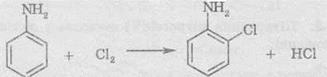 NH₂ NH₂
Cl
+ Cl₂ + HCl